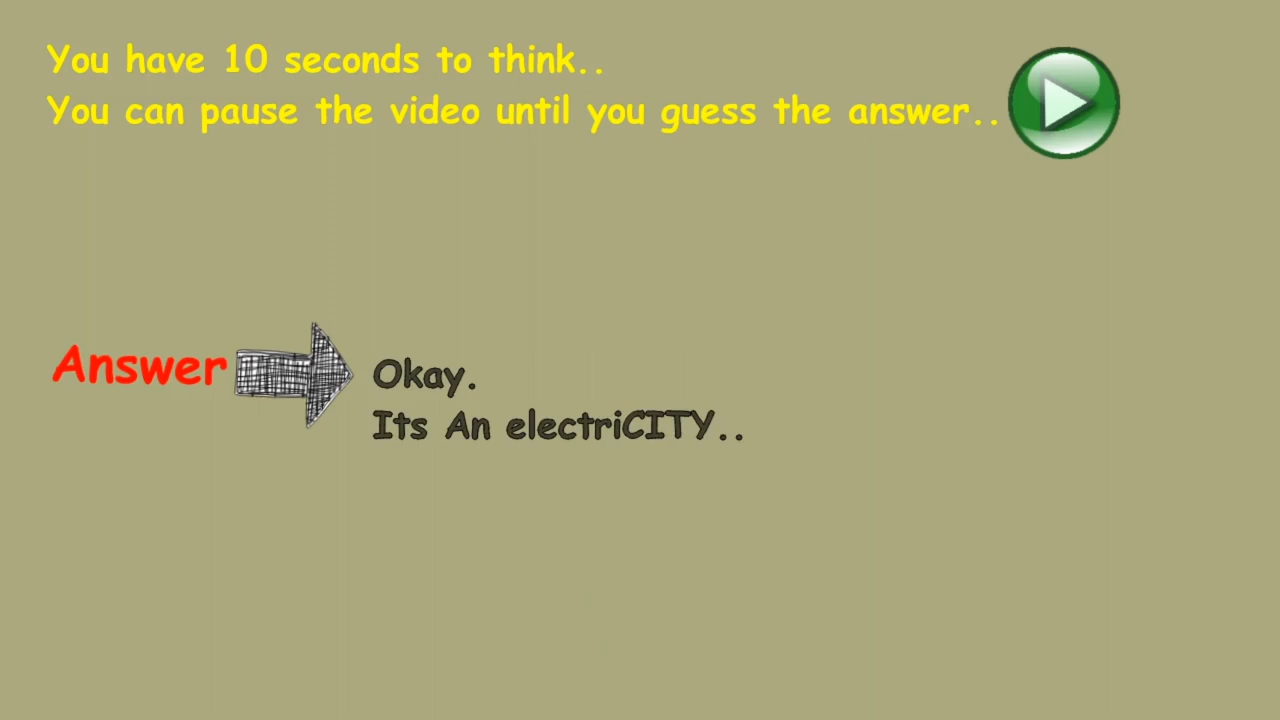 You have 10 seconds to think..
You can pause the video until you guess the answer..
Answer
Okay.
Its An electriCITY..